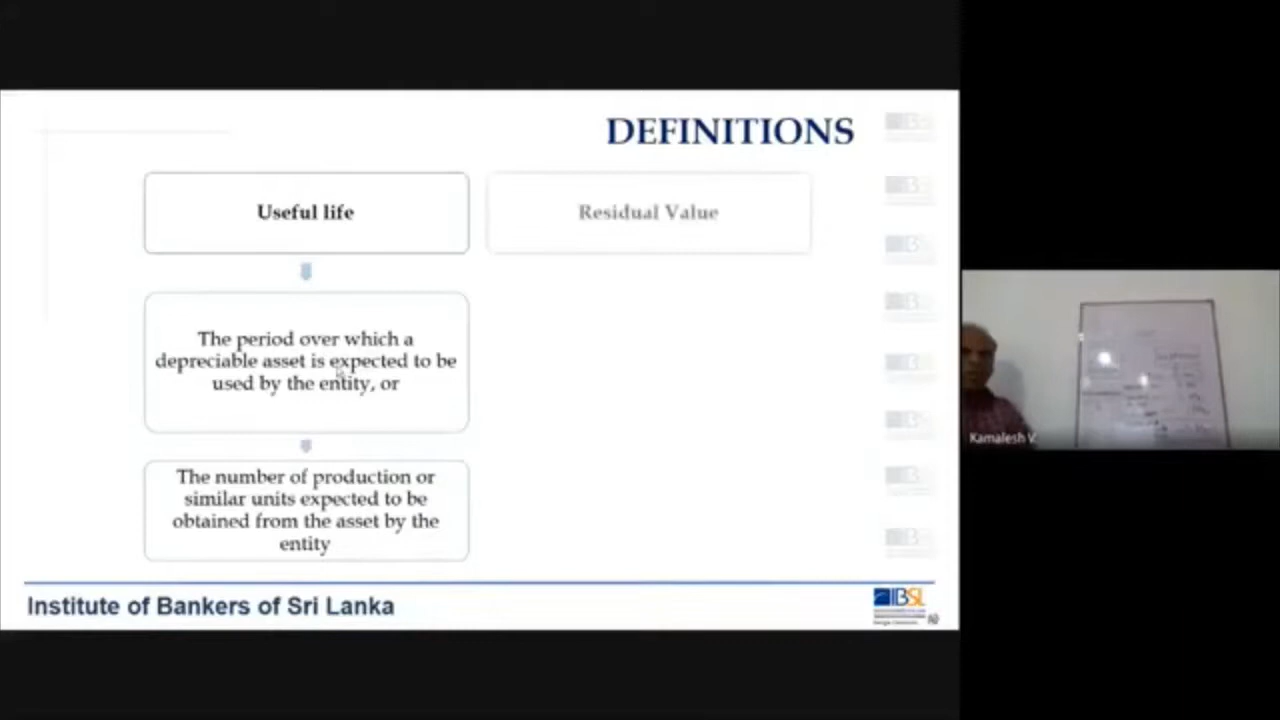 DEFINITIONS
Useful life
Residual Value
The period over which a
depreciable asset is expected to be
used by the entity, or
The number of production or
similar units expected to be
obtained from the asset by the
entity
Institute of Bankers of Sri Lanka
IBSL
Kamalesh V.